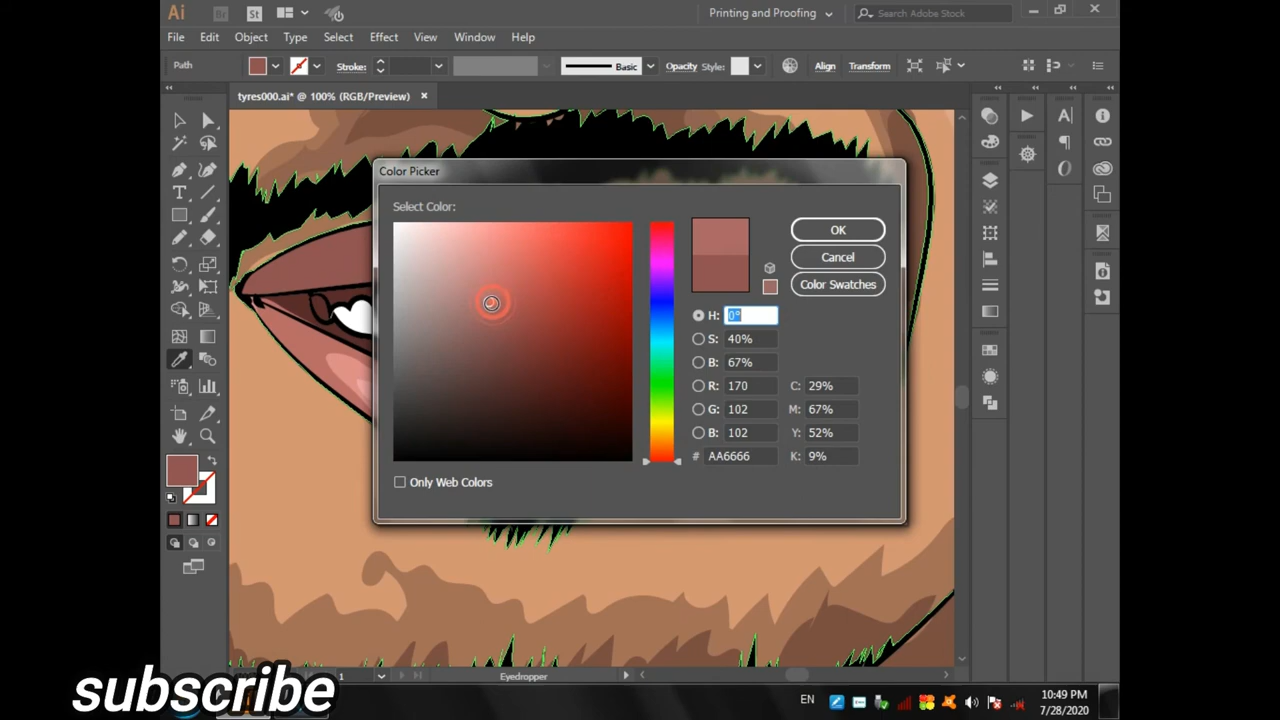 Ai
Br
St
Printing and Proofing
Search Adobe Stock
File Edit Object Type Select Effect View Window Help
Path
Stroke:
Basic
Opacity
Style:
Align
Transform
tyres000.ai* @ 100% (RGB/Preview)
Color Picker
Select Color:
OK
Cancel
Color Swatches
H: 0°
S: 40%
B: 67%
R: 170 C: 29%
G: 102 M: 67%
B: 102 Y: 52%
# AA6666 K: 9%
Only Web Colors
1
Eyedropper
subscribe
EN
10:49 PM
7/28/2020